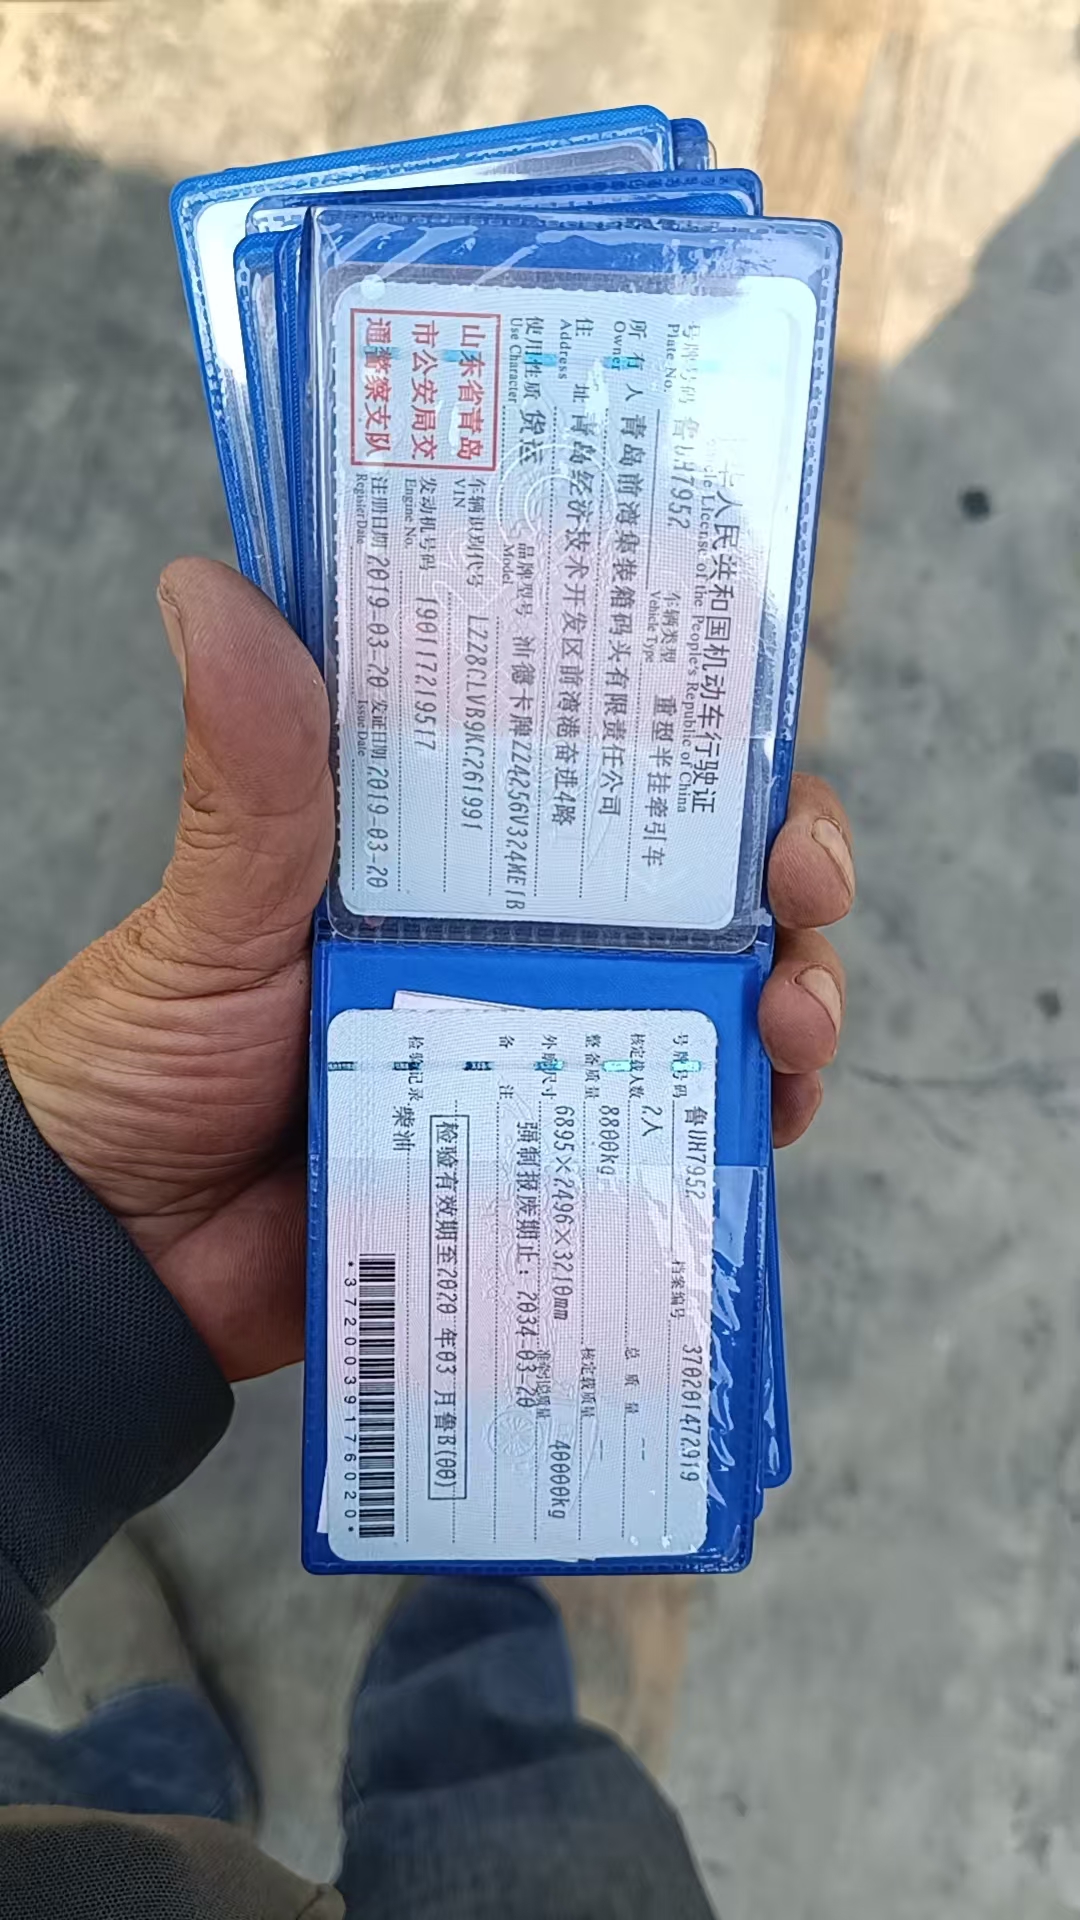 华人民共和国机动车行驶证
Vehicle License of the People's Republic of China
号牌号码 鲁UH7952 车辆类型 重型半挂牵引车
Plate No. Vehicle Type
所有人 青岛前湾集装箱码头有限责任公司
Owner
住址 青岛经济技术开发区前湾港奋进4路
Address
使用性质 货运 品牌型号 汕德卡牌ZZ4256V324ME1B
Use Character Model
山东省青岛
市公安局交
通警察支队
车辆识别代号 LZZ8CLVB9KC261991
VIN
发动机号码 190117219517
Engine No.
注册日期 2019-03-20 发证日期 2019-03-20
Register Date Issue Date
号牌号码 鲁UH7952 档案编号 370201472919
核定载人数 2人 总质量 --
整备质量 8800kg 核定载质量 --
外廓尺寸 6895×2496×3210mm 准牵引总质量 40000kg
备注 强制报废期止:2034-03-20
检验有效期至2020年03月鲁B(00)
检验记录 柴油
*3720039176020*